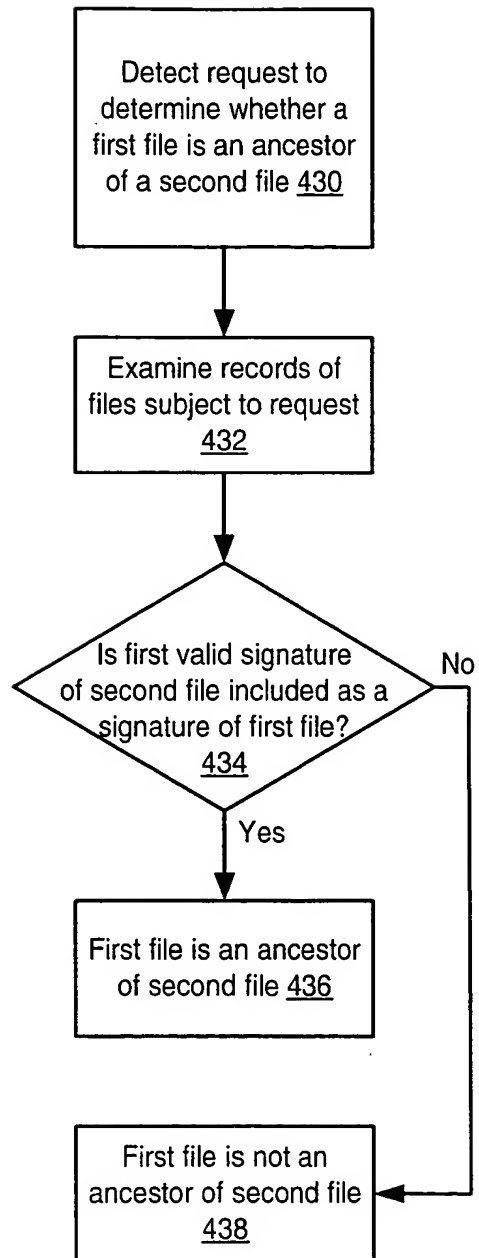 Detect request to
determine whether a
first file is an ancestor
of a second file 430
Examine records of
files subject to request
432
Is first valid signature
of second file included as a
signature of first file?
434
No
Yes
First file is an ancestor
of second file 436
First file is not an
ancestor of second file
438